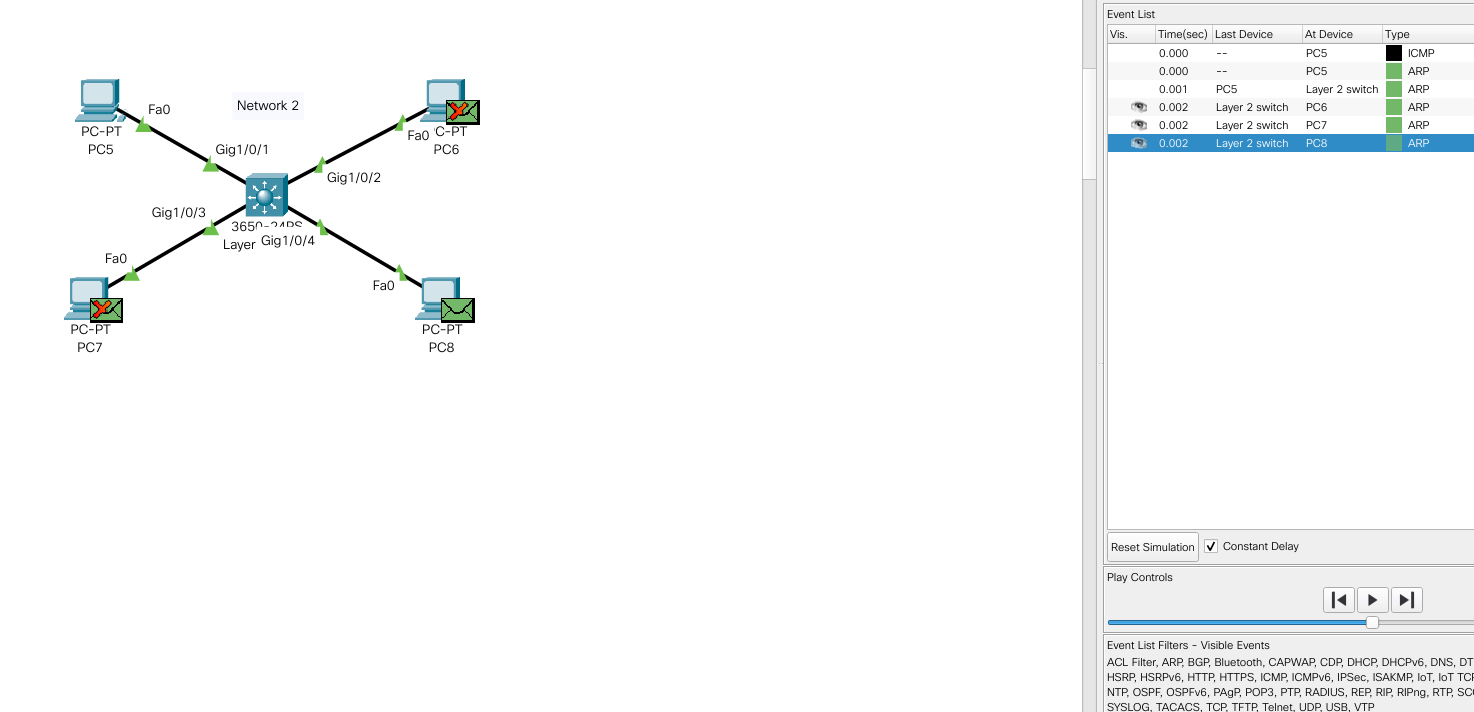 Network 2
Fa0
PC-PT
PC5
Gig1/0/1
Fa0
C-PT
PC6
Gig1/0/2
Gig1/0/3
3650-24PS
Layer
Gig1/0/4
Fa0
PC-PT
PC7
Fa0
PC-PT
PC8
Event List
Vis. Time(sec) Last Device At Device Type
0.000 -- PC5 ICMP
0.000 -- PC5 ARP
0.001 PC5 Layer 2 switch ARP
0.002 Layer 2 switch PC6 ARP
0.002 Layer 2 switch PC7 ARP
0.002 Layer 2 switch PC8 ARP
Reset Simulation Constant Delay
Play Controls
Event List Filters - Visible Events
ACL Filter, ARP, BGP, Bluetooth, CAPWAP, CDP, DHCP, DHCPv6, DNS, DT
HSRP, HSRPv6, HTTP, HTTPS, ICMP, ICMPv6, IPSec, ISAKMP, IoT, IoT TCP
NTP, OSPF, OSPFv6, PAgP, POP3, PTP, RADIUS, REP, RIP, RIPng, RTP, SC
SYSLOG, TACACS, TCP, TFTP, Telnet, UDP, USB, VTP